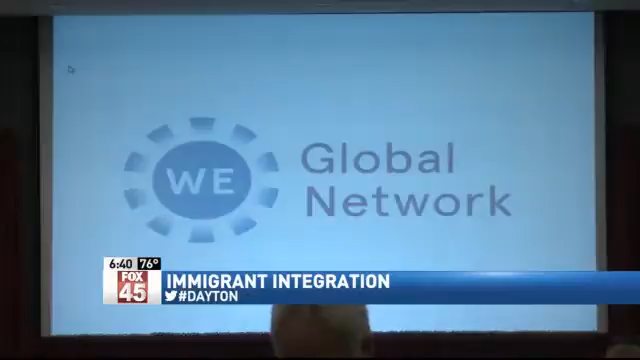 WE
Global
Network
6:40 76°
FOX
45
IMMIGRANT INTEGRATION
#DAYTON